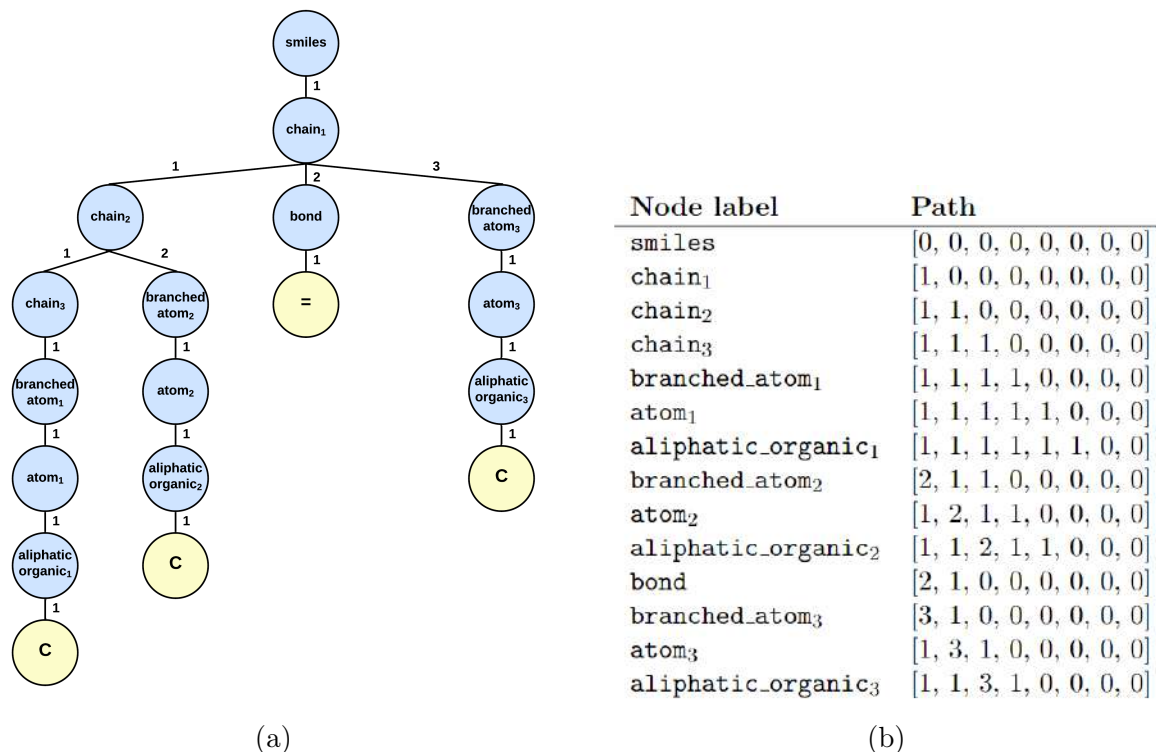 smiles
1
chain₁
1
2
3
chain₂
bond
branched
atom₃
1
2
1
1
chain₃
branched
atom₂
=
atom₃
1
1
1
branched
atom₁
atom₂
aliphatic
organic₃
1
1
1
atom₁
aliphatic
organic₂
C
1
1
aliphatic
organic₁
C
1
C
(a)
Node label Path
smiles [0, 0, 0, 0, 0, 0, 0, 0]
chain₁ [1, 0, 0, 0, 0, 0, 0, 0]
chain₂ [1, 1, 0, 0, 0, 0, 0, 0]
chain₃ [1, 1, 1, 0, 0, 0, 0, 0]
branched_atom₁ [1, 1, 1, 1, 0, 0, 0, 0]
atom₁ [1, 1, 1, 1, 1, 0, 0, 0]
aliphatic_organic₁ [1, 1, 1, 1, 1, 1, 0, 0]
branched_atom₂ [2, 1, 1, 0, 0, 0, 0, 0]
atom₂ [1, 2, 1, 1, 0, 0, 0, 0]
aliphatic_organic₂ [1, 1, 2, 1, 1, 0, 0, 0]
bond [2, 1, 0, 0, 0, 0, 0, 0]
branched_atom₃ [3, 1, 0, 0, 0, 0, 0, 0]
atom₃ [1, 3, 1, 0, 0, 0, 0, 0]
aliphatic_organic₃ [1, 1, 3, 1, 0, 0, 0, 0]
(b)